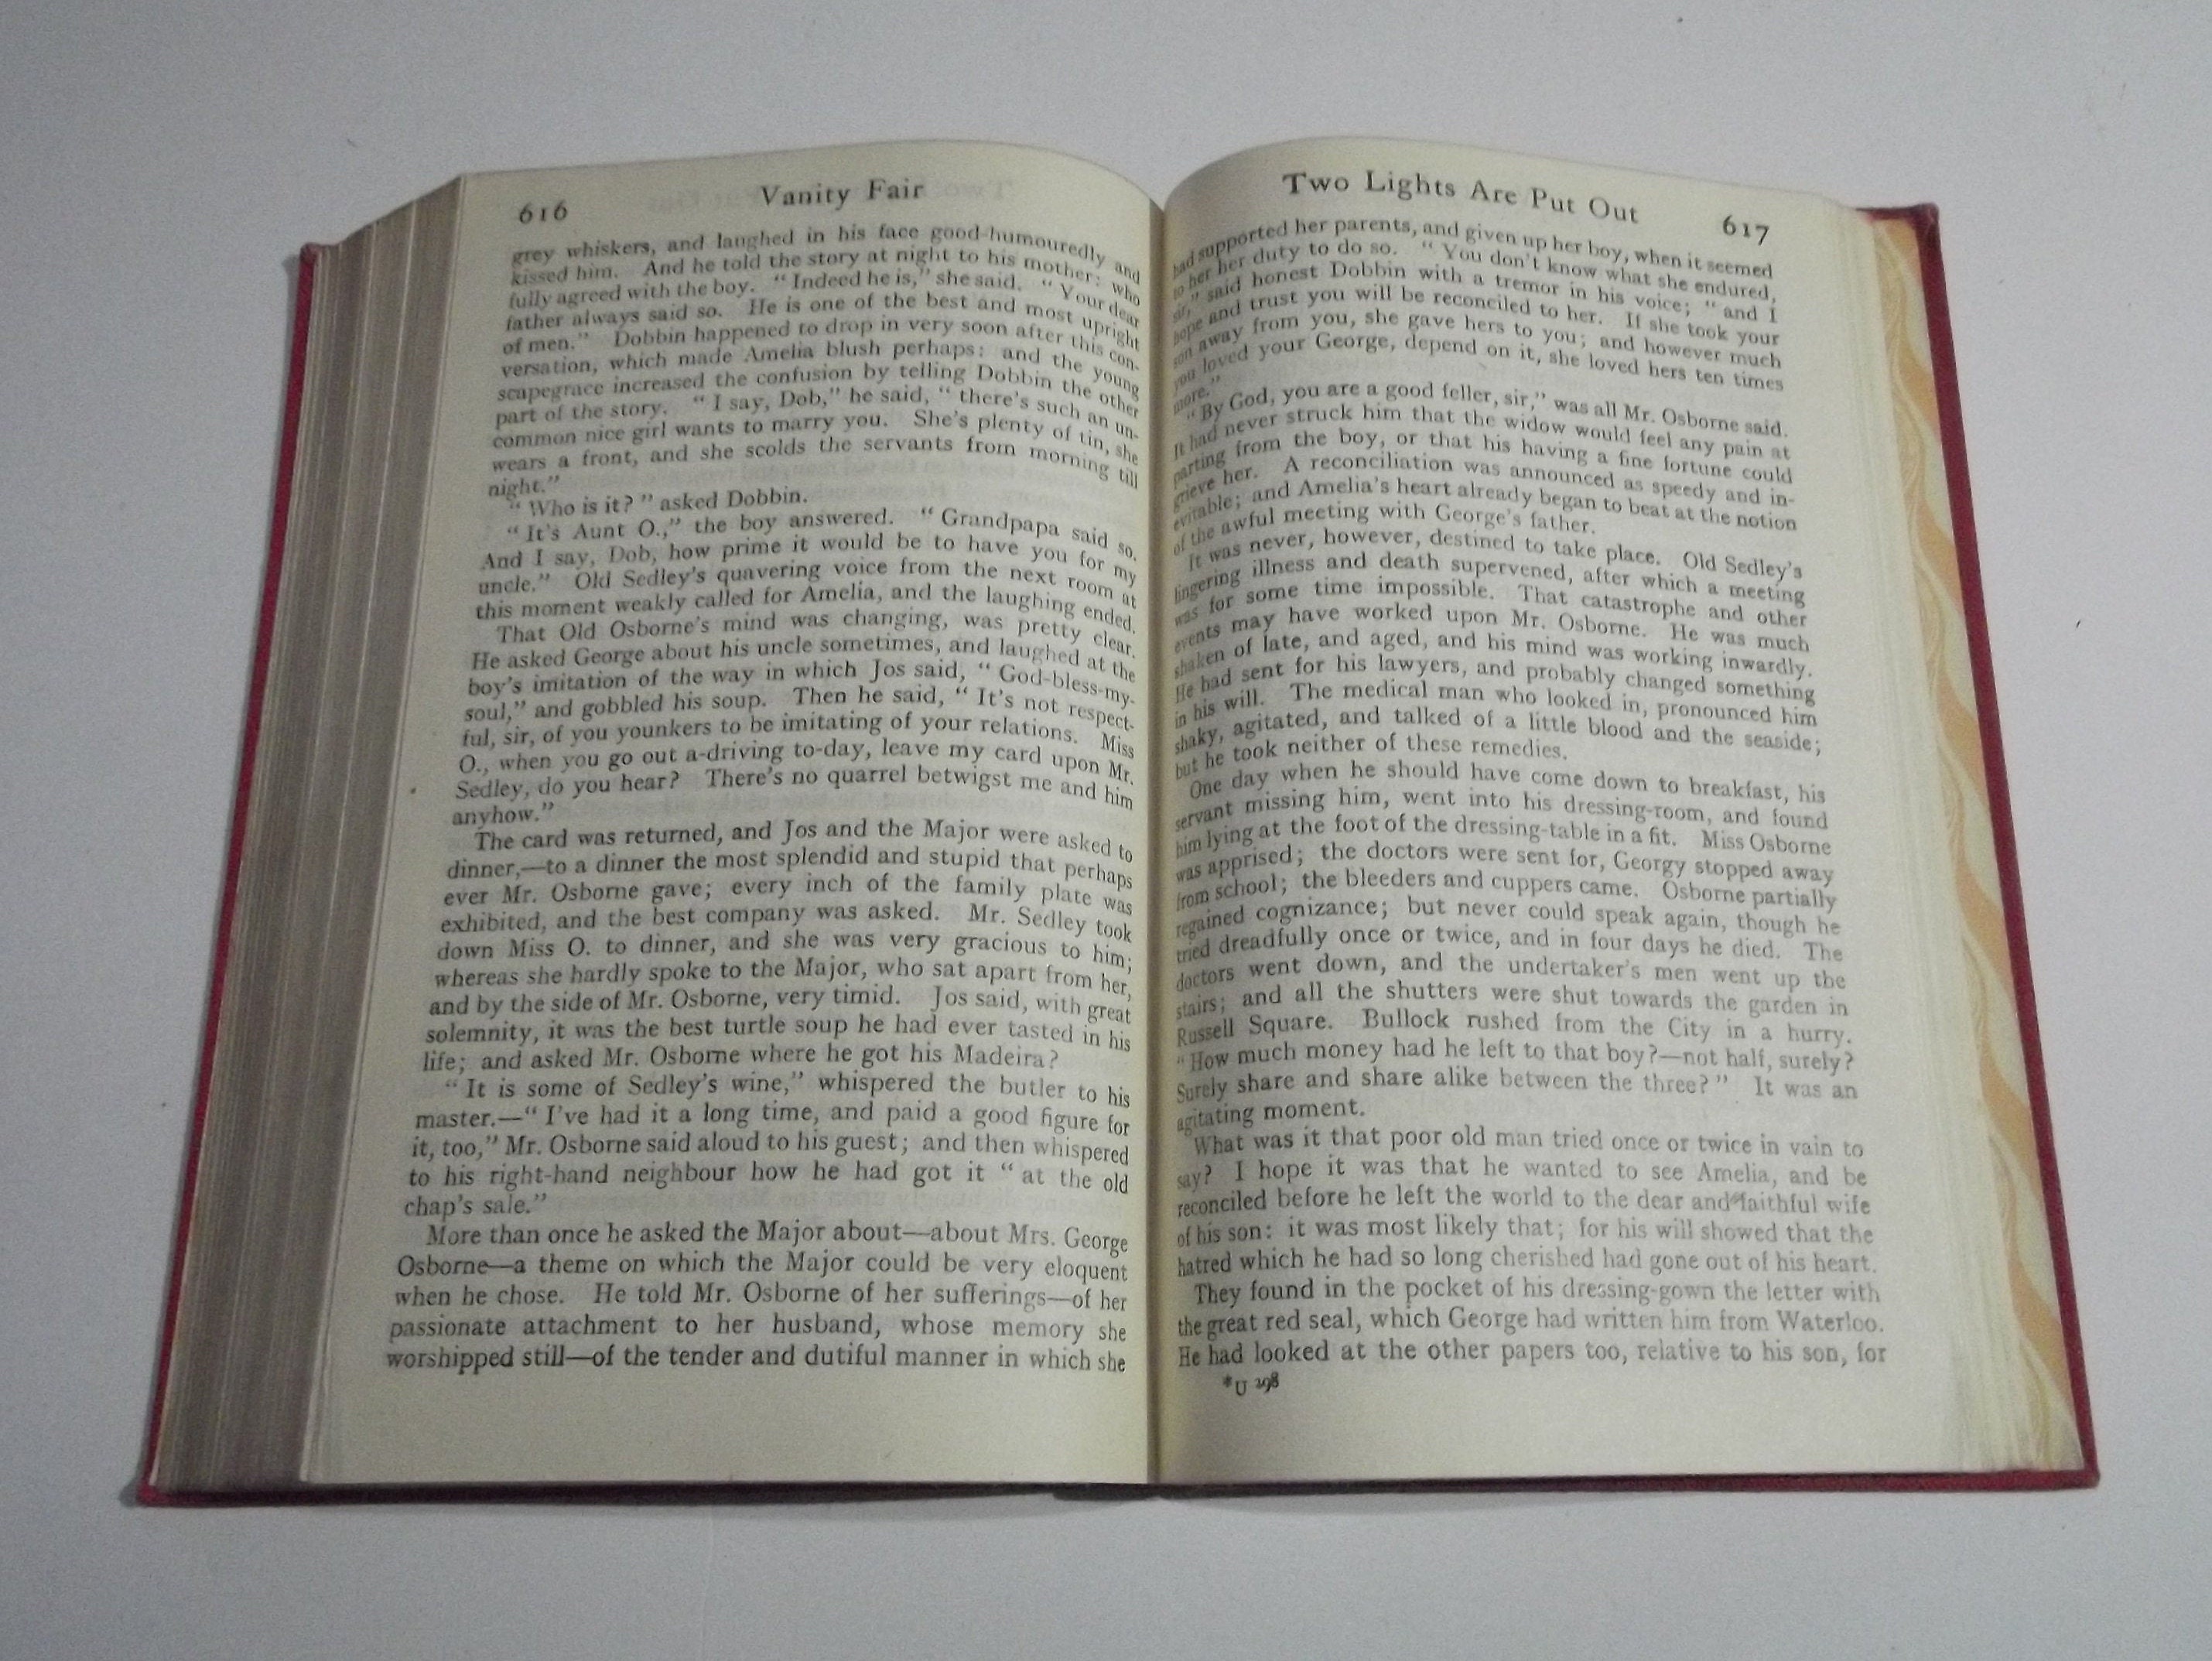 616
Vanity Fair
grey whiskers, and laughed in his face good-humouredly and
kissed him. And he told the story at night to his mother: who
fully agreed with the boy. “Indeed he is,” she said. “Your dear
father always said so. He is one of the best and most upright
of men.” Dobbin happened to drop in very soon after this con-
versation, which made Amelia blush perhaps: and the young
scapegrace increased the confusion by telling Dobbin the other
part of the story. “I say, Dob,” he said, “there's such an un-
common nice girl wants to marry you. She's plenty of tin, she
wears a front, and she scolds the servants from morning till
night.”
“Who is it?” asked Dobbin.
“It's Aunt O.,” the boy answered. “Grandpapa said so.
And I say, Dob, how prime it would be to have you for my
uncle.” Old Sedley's quavering voice from the next room at
this moment weakly called for Amelia, and the laughing ended.
That Old Osborne's mind was changing, was pretty clear.
He asked George about his uncle sometimes, and laughed at the
boy's imitation of the way in which Jos said, “God-bless-my-
soul,” and gobbled his soup. Then he said, “It's not respect-
ful, sir, of you younkers to be imitating of your relations. Miss
O., when you go out a-driving to-day, leave my card upon Mr.
Sedley, do you hear? There's no quarrel betwigst me and him
anyhow.”
The card was returned, and Jos and the Major were asked to
dinner,—to a dinner the most splendid and stupid that perhaps
ever Mr. Osborne gave; every inch of the family plate was
exhibited, and the best company was asked. Mr. Sedley took
down Miss O. to dinner, and she was very gracious to him;
whereas she hardly spoke to the Major, who sat apart from her,
and by the side of Mr. Osborne, very timid. Jos said, with great
solemnity, it was the best turtle soup he had ever tasted in his
life; and asked Mr. Osborne where he got his Madeira?
“It is some of Sedley's wine,” whispered the butler to his
master.—“I've had it a long time, and paid a good figure for
it, too,” Mr. Osborne said aloud to his guest; and then whispered
to his right-hand neighbour how he had got it “at the old
chap's sale.”
More than once he asked the Major about—about Mrs. George
Osborne—a theme on which the Major could be very eloquent
when he chose. He told Mr. Osborne of her sufferings—of her
passionate attachment to her husband, whose memory she
worshipped still—of the tender and dutiful manner in which she
Two Lights Are Put Out
617
had supported her parents, and given up her boy, when it seemed
to her her duty to do so. “You don't know what she endured,
sir,” said honest Dobbin with a tremor in his voice; “and I
hope and trust you will be reconciled to her. If she took your
son away from you, she gave hers to you; and however much
you loved your George, depend on it, she loved hers ten times
more.”
“By God, you are a good feller, sir,” was all Mr. Osborne said.
It had never struck him that the widow would feel any pain at
parting from the boy, or that his having a fine fortune could
grieve her. A reconciliation was announced as speedy and in-
evitable; and Amelia's heart already began to beat at the notion
of the awful meeting with George's father.
It was never, however, destined to take place. Old Sedley's
lingering illness and death supervened, after which a meeting
was for some time impossible. That catastrophe and other
events may have worked upon Mr. Osborne. He was much
shaken of late, and aged, and his mind was working inwardly.
He had sent for his lawyers, and probably changed something
in his will. The medical man who looked in, pronounced him
shaky, agitated, and talked of a little blood and the seaside;
but he took neither of these remedies.
One day when he should have come down to breakfast, his
servant missing him, went into his dressing-room, and found
him lying at the foot of the dressing-table in a fit. Miss Osborne
was apprised; the doctors were sent for, Georgy stopped away
from school; the bleeders and cuppers came. Osborne partially
regained cognizance; but never could speak again, though he
tried dreadfully once or twice, and in four days he died. The
doctors went down, and the undertaker's men went up the
stairs; and all the shutters were shut towards the garden in
Russell Square. Bullock rushed from the City in a hurry.
“How much money had he left to that boy?—not half, surely?
Surely share and share alike between the three?” It was an
agitating moment.
What was it that poor old man tried once or twice in vain to
say? I hope it was that he wanted to see Amelia, and be
reconciled before he left the world to the dear and faithful wife
of his son: it was most likely that; for his will showed that the
hatred which he had so long cherished had gone out of his heart.
They found in the pocket of his dressing-gown the letter with
the great red seal, which George had written him from Waterloo.
He had looked at the other papers too, relative to his son, for
*U 298